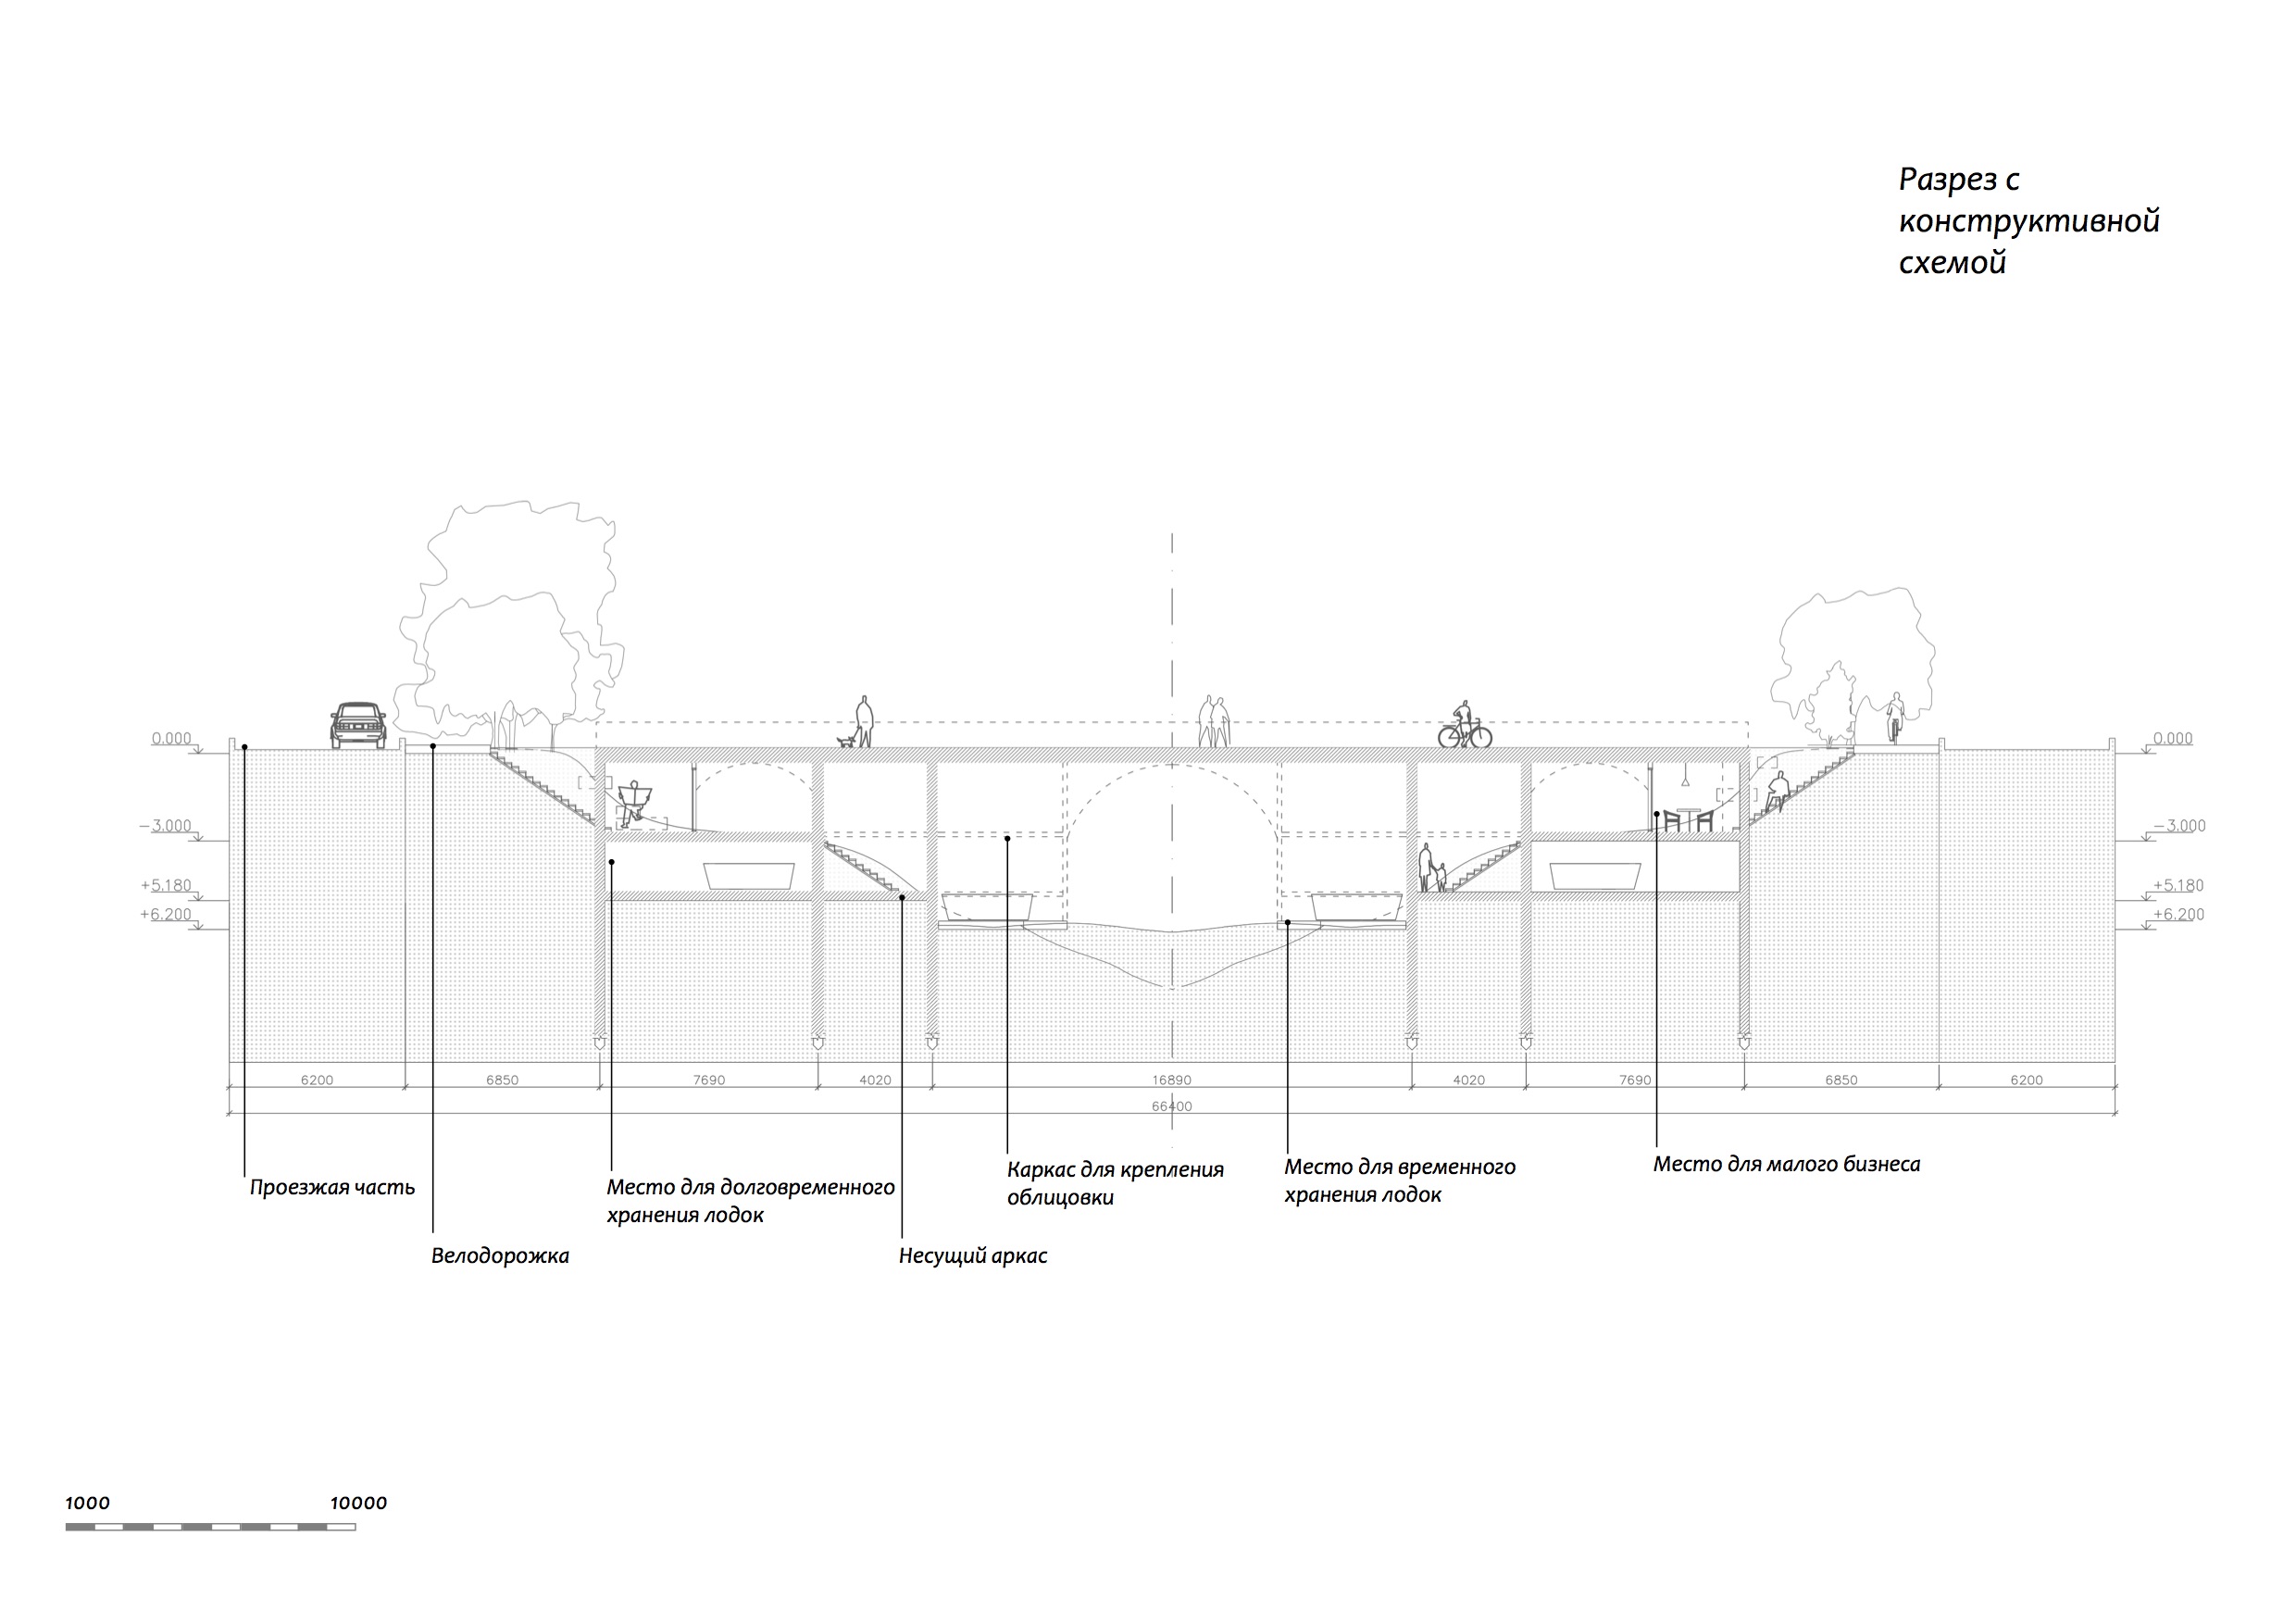 Разрез с
конструктивной
схемой
0.000
0.000
−3.000
−3.000
+5.180
+5.180
+6.200
+6.200
6200
6850
7690
4020
16890
4020
7690
6850
6200
66400
Проезжая часть
Велодорожка
Место для долговременного
хранения лодок
Несущий аркас
Каркас для крепления
облицовки
Место для временного
хранения лодок
Место для малого бизнеса
1000
10000